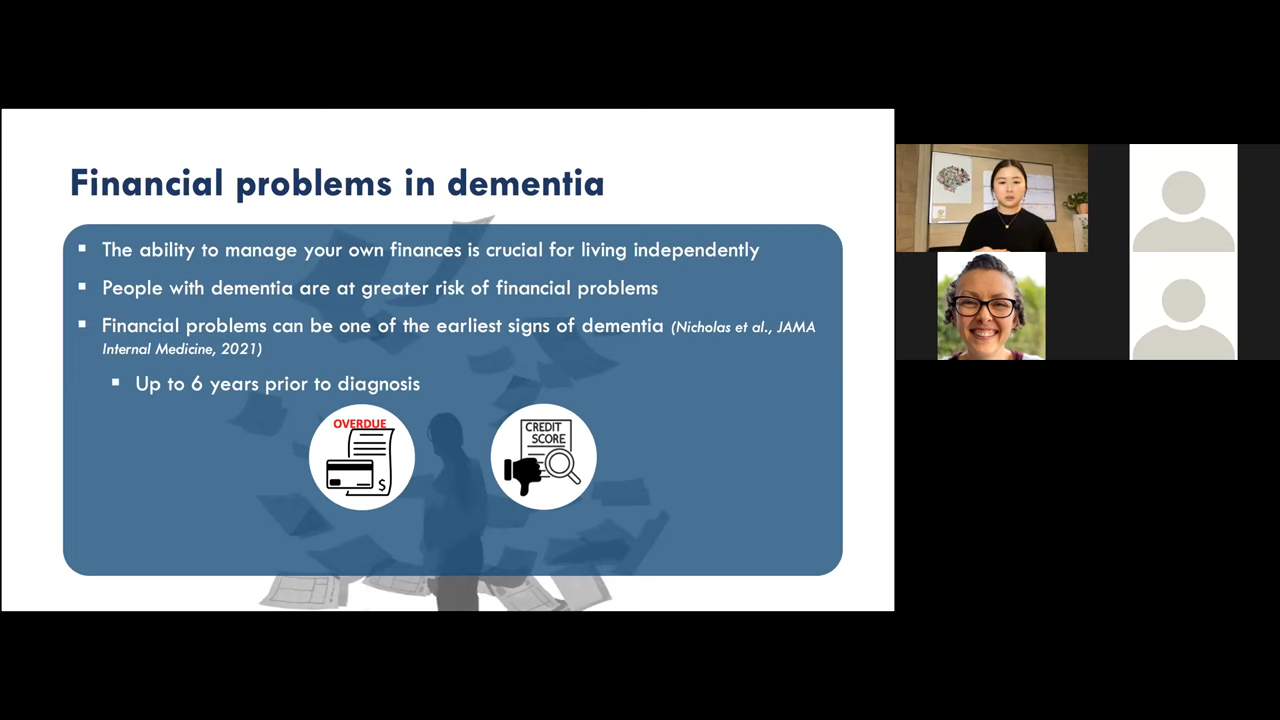 Financial problems in dementia
▪ The ability to manage your own finances is crucial for living independently
▪ People with dementia are at greater risk of financial problems
▪ Financial problems can be one of the earliest signs of dementia (Nicholas et al., JAMA
Internal Medicine, 2021)
▪ Up to 6 years prior to diagnosis
OVERDUE
$
CREDIT
SCORE